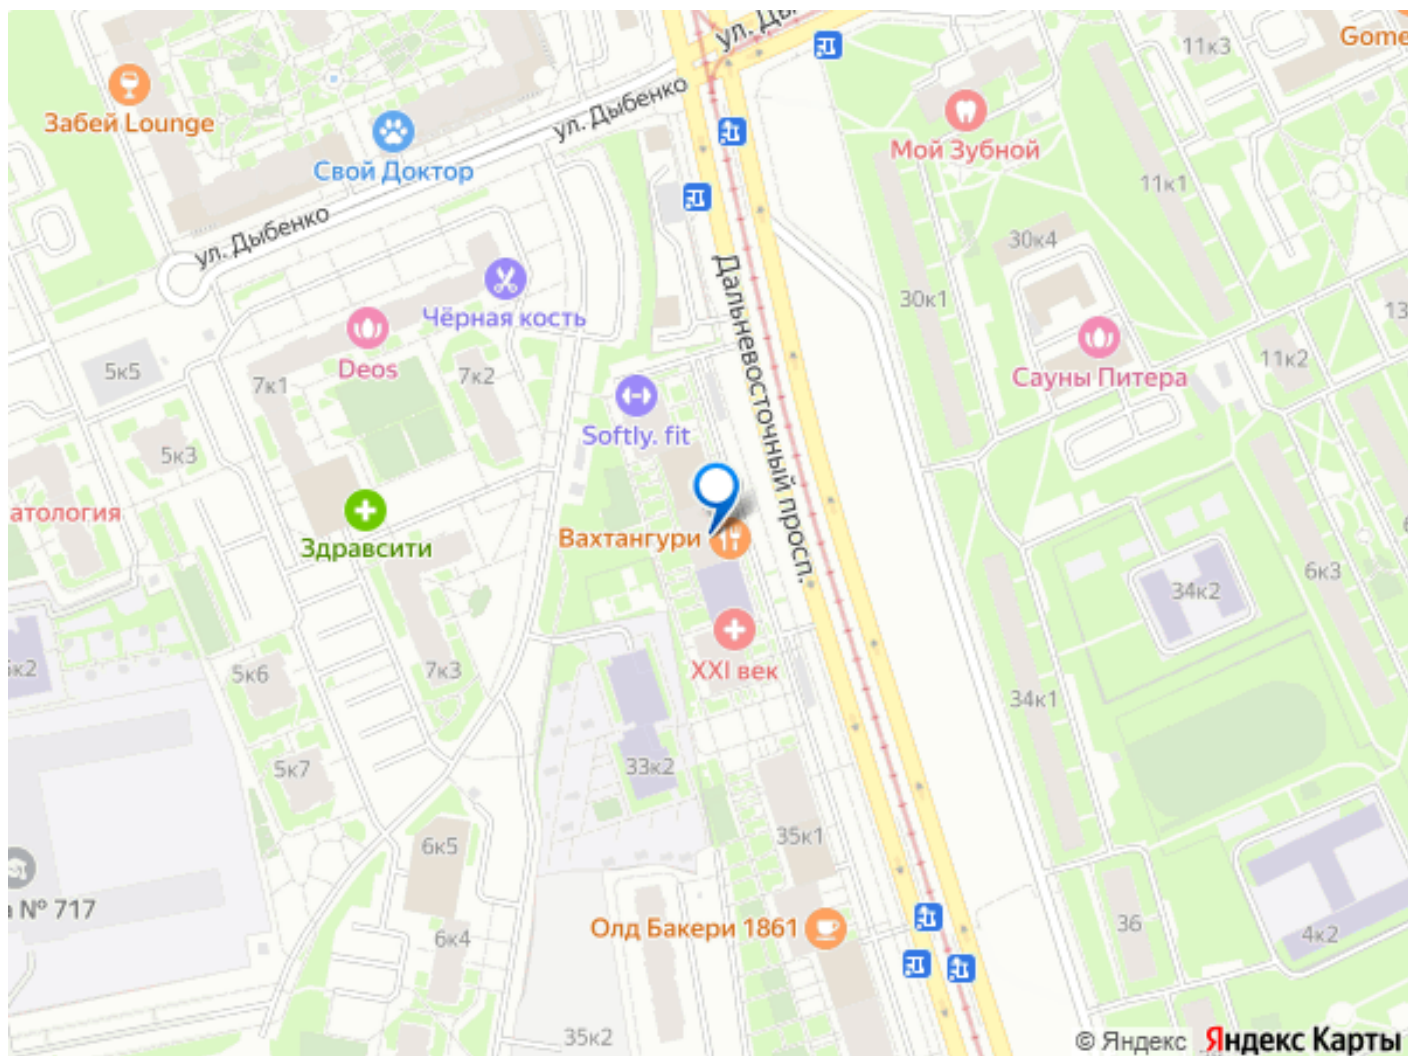 ул. Ды
Gome
11к3
Забей Lounge
ул. Дыбенко
Свой Доктор
Мой Зубной
11к1
ул. Дыбенко
30к4
Дальневосточный просп.
30к1
Чёрная кость
13
5к5
Deos
7к2
7к1
11к2
Сауны Питера
Softly. fit
5к3
атология
Вахтангури
Здравсити
6к3
34к2
5к6
7к3
XXI век
34к1
33к2
5к7
35к1
6к5
а № 717
Олд Бакери 1861
36
6к4
4к2
35к2
© Яндекс Яндекс Карты